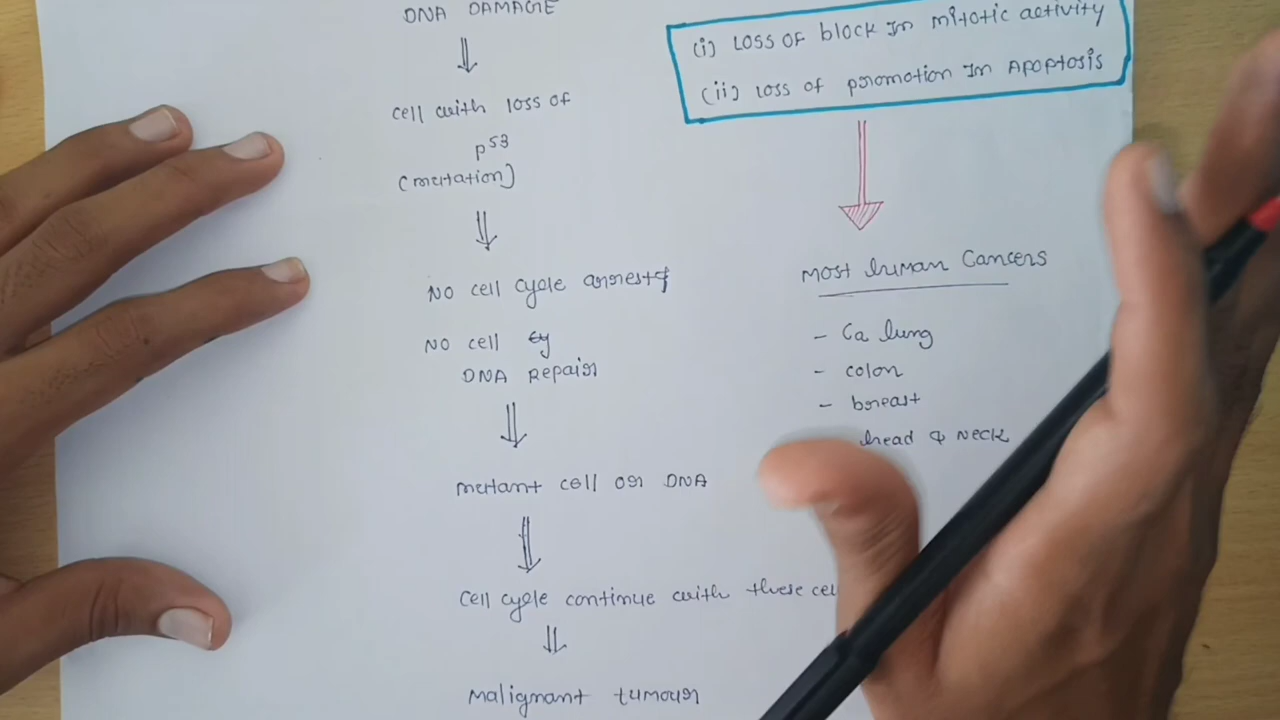 DNA DAMAGE
cell with loss of
p53
(mutation)
NO cell cycle arrest &
NO cell
DNA Repair
mutant cell or DNA
Cell cycle continue with these
Malignant tumour
(i) LOSS OF block In mitotic activity
(ii) Loss of promotion In Apoptosis
Most human Cancers
- Ca lung
- colon
- breast
head & Neck